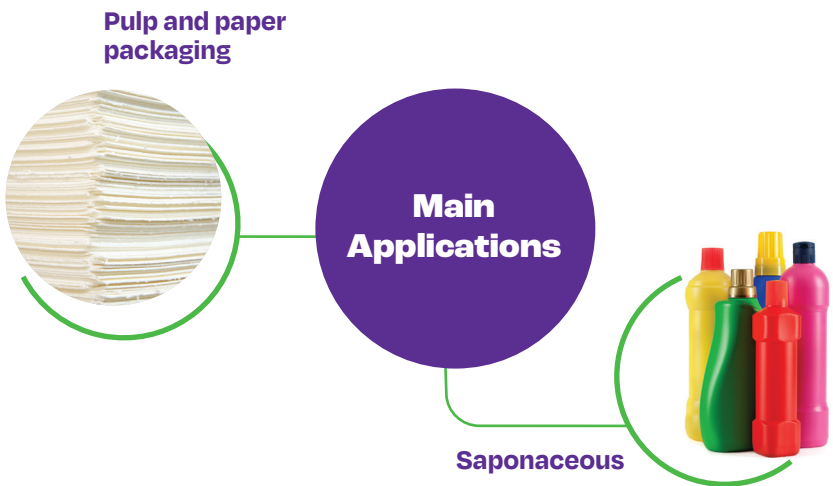 Pulp and paper
packaging
Main
Applications
Saponaceous